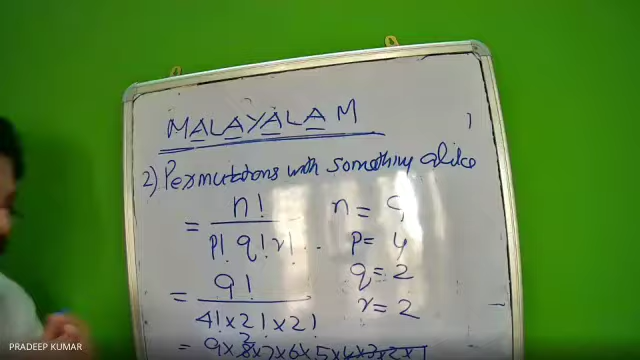 MALAYALAM
2) Permutations with something alike
= n! / p! q! r! . .
n = 9
p = 4
= 9! / 4! x 2! x 2!
q = 2
r = 2
= 9 x 8 x 7 x 6 x 5 x 4 x 3 x 2 x 1
PRADEEP KUMAR